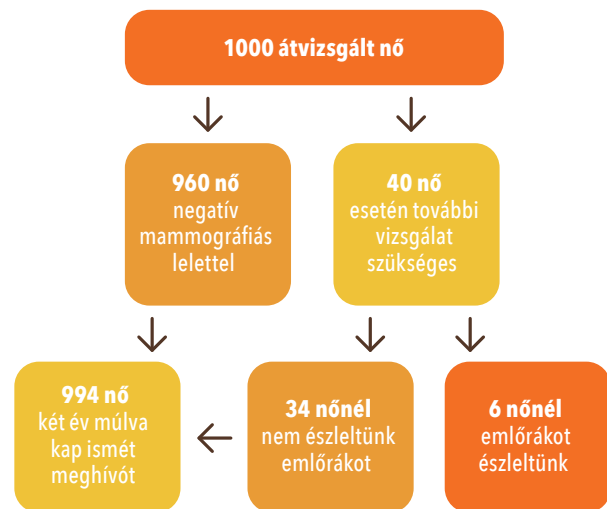 1000 átvizsgált nő
960 nő
negatív
mammográfiás
lelettel
40 nő
esetén további
vizsgálat
szükséges
994 nő
két év múlva
kap ismét
meghívót
34 nőnél
nem észleltünk
emlőrákot
6 nőnél
emlőrákot
észleltünk